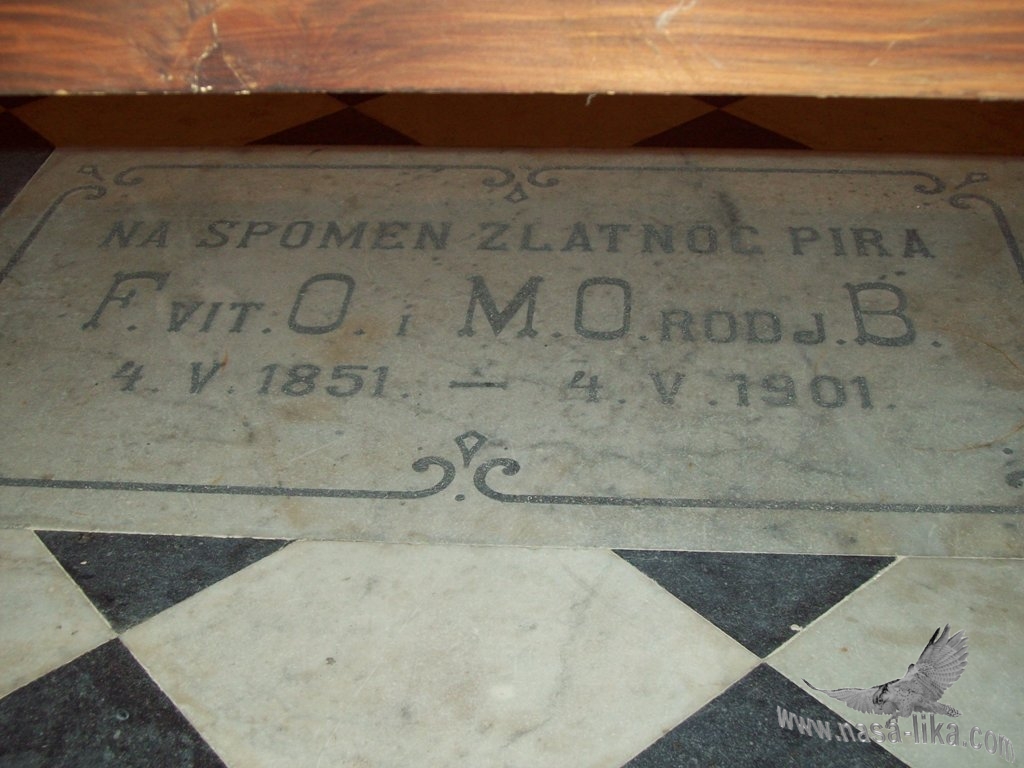 NA SPOMEN ZLATNOG PIRA
F. VIT. O. i M. O. RODJ. B.
4. V. 1851. — 4. V. 1901.
www.nasa-lika.com